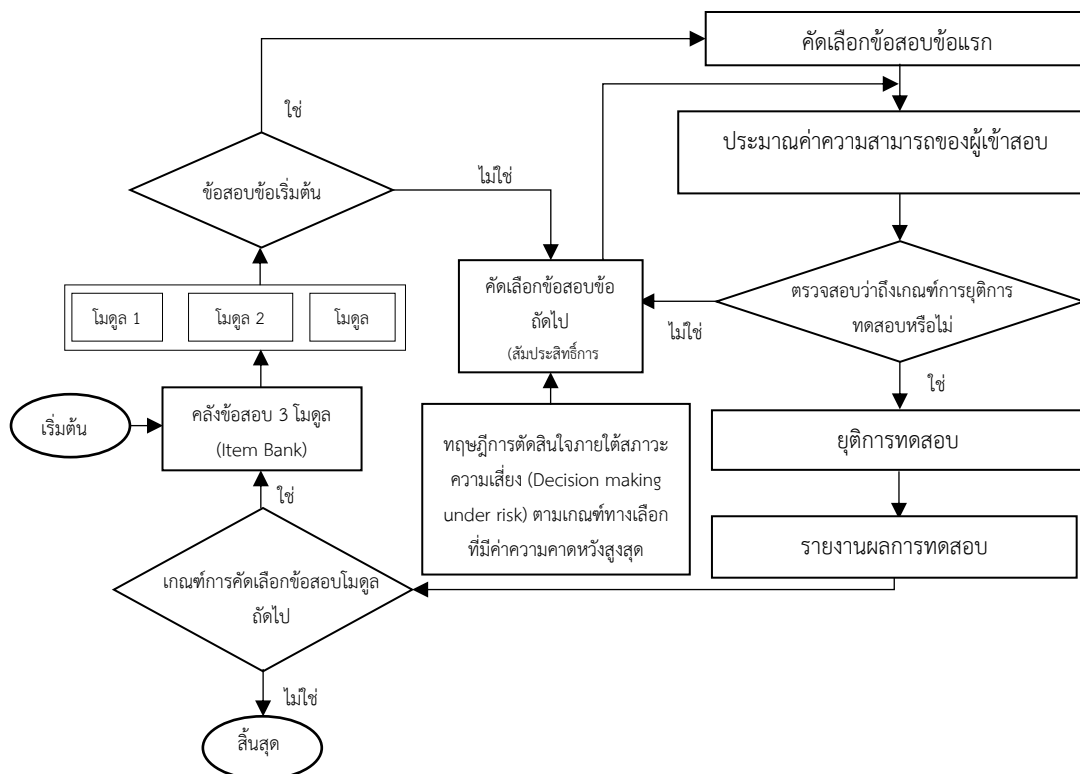 คัดเลือกข้อสอบข้อแรก
ใช่
ประมาณค่าความสามารถของผู้เข้าสอบ
ข้อสอบข้อเริ่มต้น
ไม่ใช่
คัดเลือกข้อสอบข้อ
ถัดไป
(สัมประสิทธิ์การ
ตรวจสอบว่าถึงเกณฑ์การยุติการ
ทดสอบหรือไม่
ไม่ใช่
ใช่
โมดูล 1
โมดูล 2
โมดูล
เริ่มต้น
คลังข้อสอบ 3 โมดูล
(Item Bank)
ทฤษฎีการตัดสินใจภายใต้สภาวะ
ความเสี่ยง (Decision making
under risk) ตามเกณฑ์ทางเลือก
ที่มีค่าความคาดหวังสูงสุด
ยุติการทดสอบ
รายงานผลการทดสอบ
ใช่
เกณฑ์การคัดเลือกข้อสอบโมดูล
ถัดไป
ไม่ใช่
สิ้นสุด